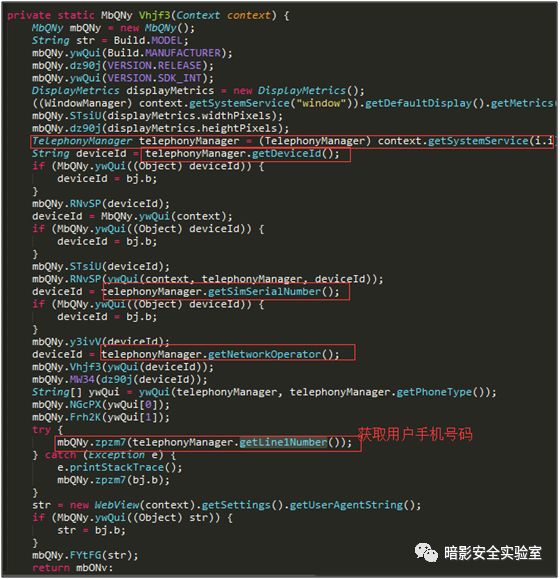 private static MbQNy Vhjf3(Context context) {
MbQNy mbQNy = new MbQNy();
String str = Build.MODEL;
mbQNy.ywQui(Build.MANUFACTURER);
mbQNy.dz90j(VERSION.RELEASE);
mbQNy.ywQui(VERSION.SDK_INT);
DisplayMetrics displayMetrics = new DisplayMetrics();
((WindowManager) context.getSystemService("window")).getDefaultDisplay().getMetrics(
mbQNy.STsiU(displayMetrics.widthPixels);
mbQNy.dz90j(displayMetrics.heightPixels);
TelephonyManager telephonyManager = (TelephonyManager) context.getSystemService(i.i
String deviceId = telephonyManager.getDeviceId();
if (MbQNy.ywQui((Object) deviceId)) {
deviceId = bj.b;
}
mbQNy.RNvSP(deviceId);
deviceId = MbQNy.ywQui(context);
if (MbQNy.ywQui((Object) deviceId)) {
deviceId = bj.b;
}
mbQNy.STsiU(deviceId);
mbQNy.RNvSP(ywQui(context, telephonyManager, deviceId));
deviceId = telephonyManager.getSimSerialNumber();
if (MbQNy.ywQui((Object) deviceId)) {
deviceId = bj.b;
}
mbQNy.y3ivV(deviceId);
deviceId = telephonyManager.getNetworkOperator();
mbQNy.Vhjf3(ywQui(deviceId));
mbQNy.MW34(dz90j(deviceId));
String[] ywQui = ywQui(telephonyManager, telephonyManager.getPhoneType());
mbQNy.NGcPX(ywQui[0]);
mbQNy.Frh2K(ywQui[1]);
try {
mbQNy.zpzm7(telephonyManager.getLine1Number()); 获取用户手机号码
} catch (Exception e) {
e.printStackTrace();
mbQNy.zpzm7(bj.b);
}
str = new WebView(context).getSettings().getUserAgentString();
if (MbQNy.ywQui((Object) str)) {
str = bj.b;
}
mbQNy.FYtFG(str);
return mbQNy;
暗影安全实验室